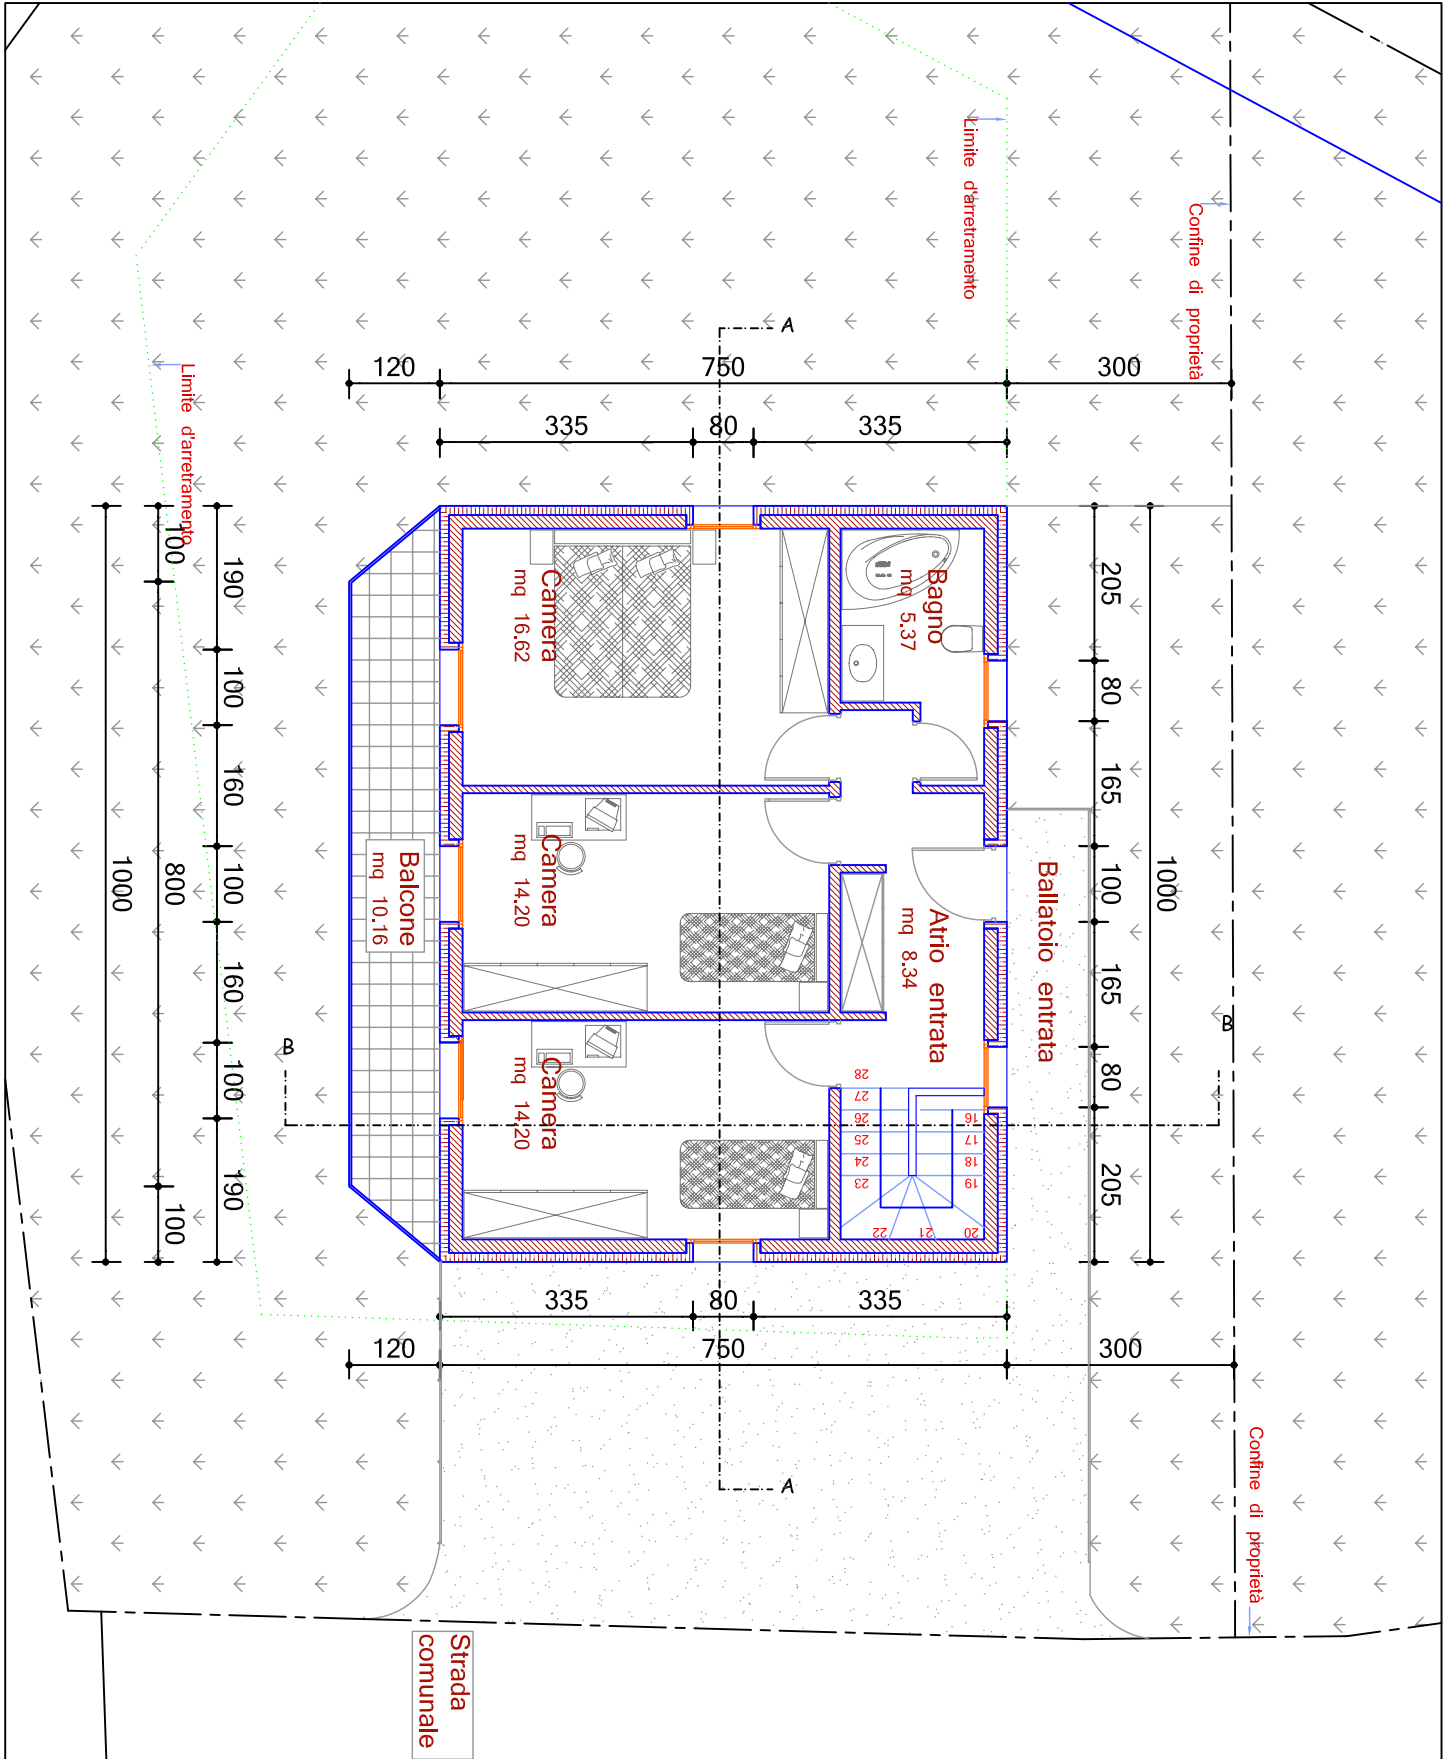 Limite d'arretramento
Confine di proprietà
A
120
750
300
335
80
335
Limite d'arretramento
1000
100
800
100
190
100
160
100
160
100
190
Camera
mq 16.62
Bagno
mq 5.37
205
80
165
100
165
80
205
1000
Camera
mq 14.20
Balcone
mq 10.16
Atrio entrata
mq 8.34
Ballatoio entrata
Camera
mq 14.20
B
B
28
27
26
25
24
23
22
21
20
19
18
17
16
335
80
335
120
750
300
A
Confine di proprietà
Strada
comunale